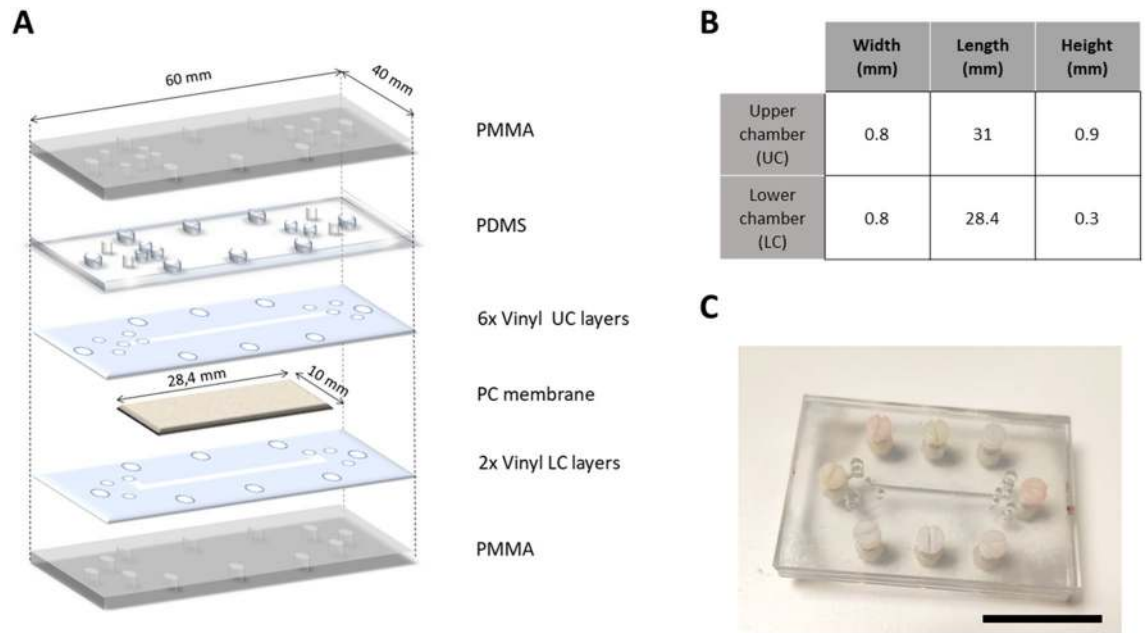 A
60 mm
40 mm
PMMA
PDMS
6x Vinyl UC layers
28,4 mm
10 mm
PC membrane
2x Vinyl LC layers
PMMA
B
Width
(mm)
Length
(mm)
Height
(mm)
Upper
chamber
(UC)
0.8
31
0.9
Lower
chamber
(LC)
0.8
28.4
0.3
C